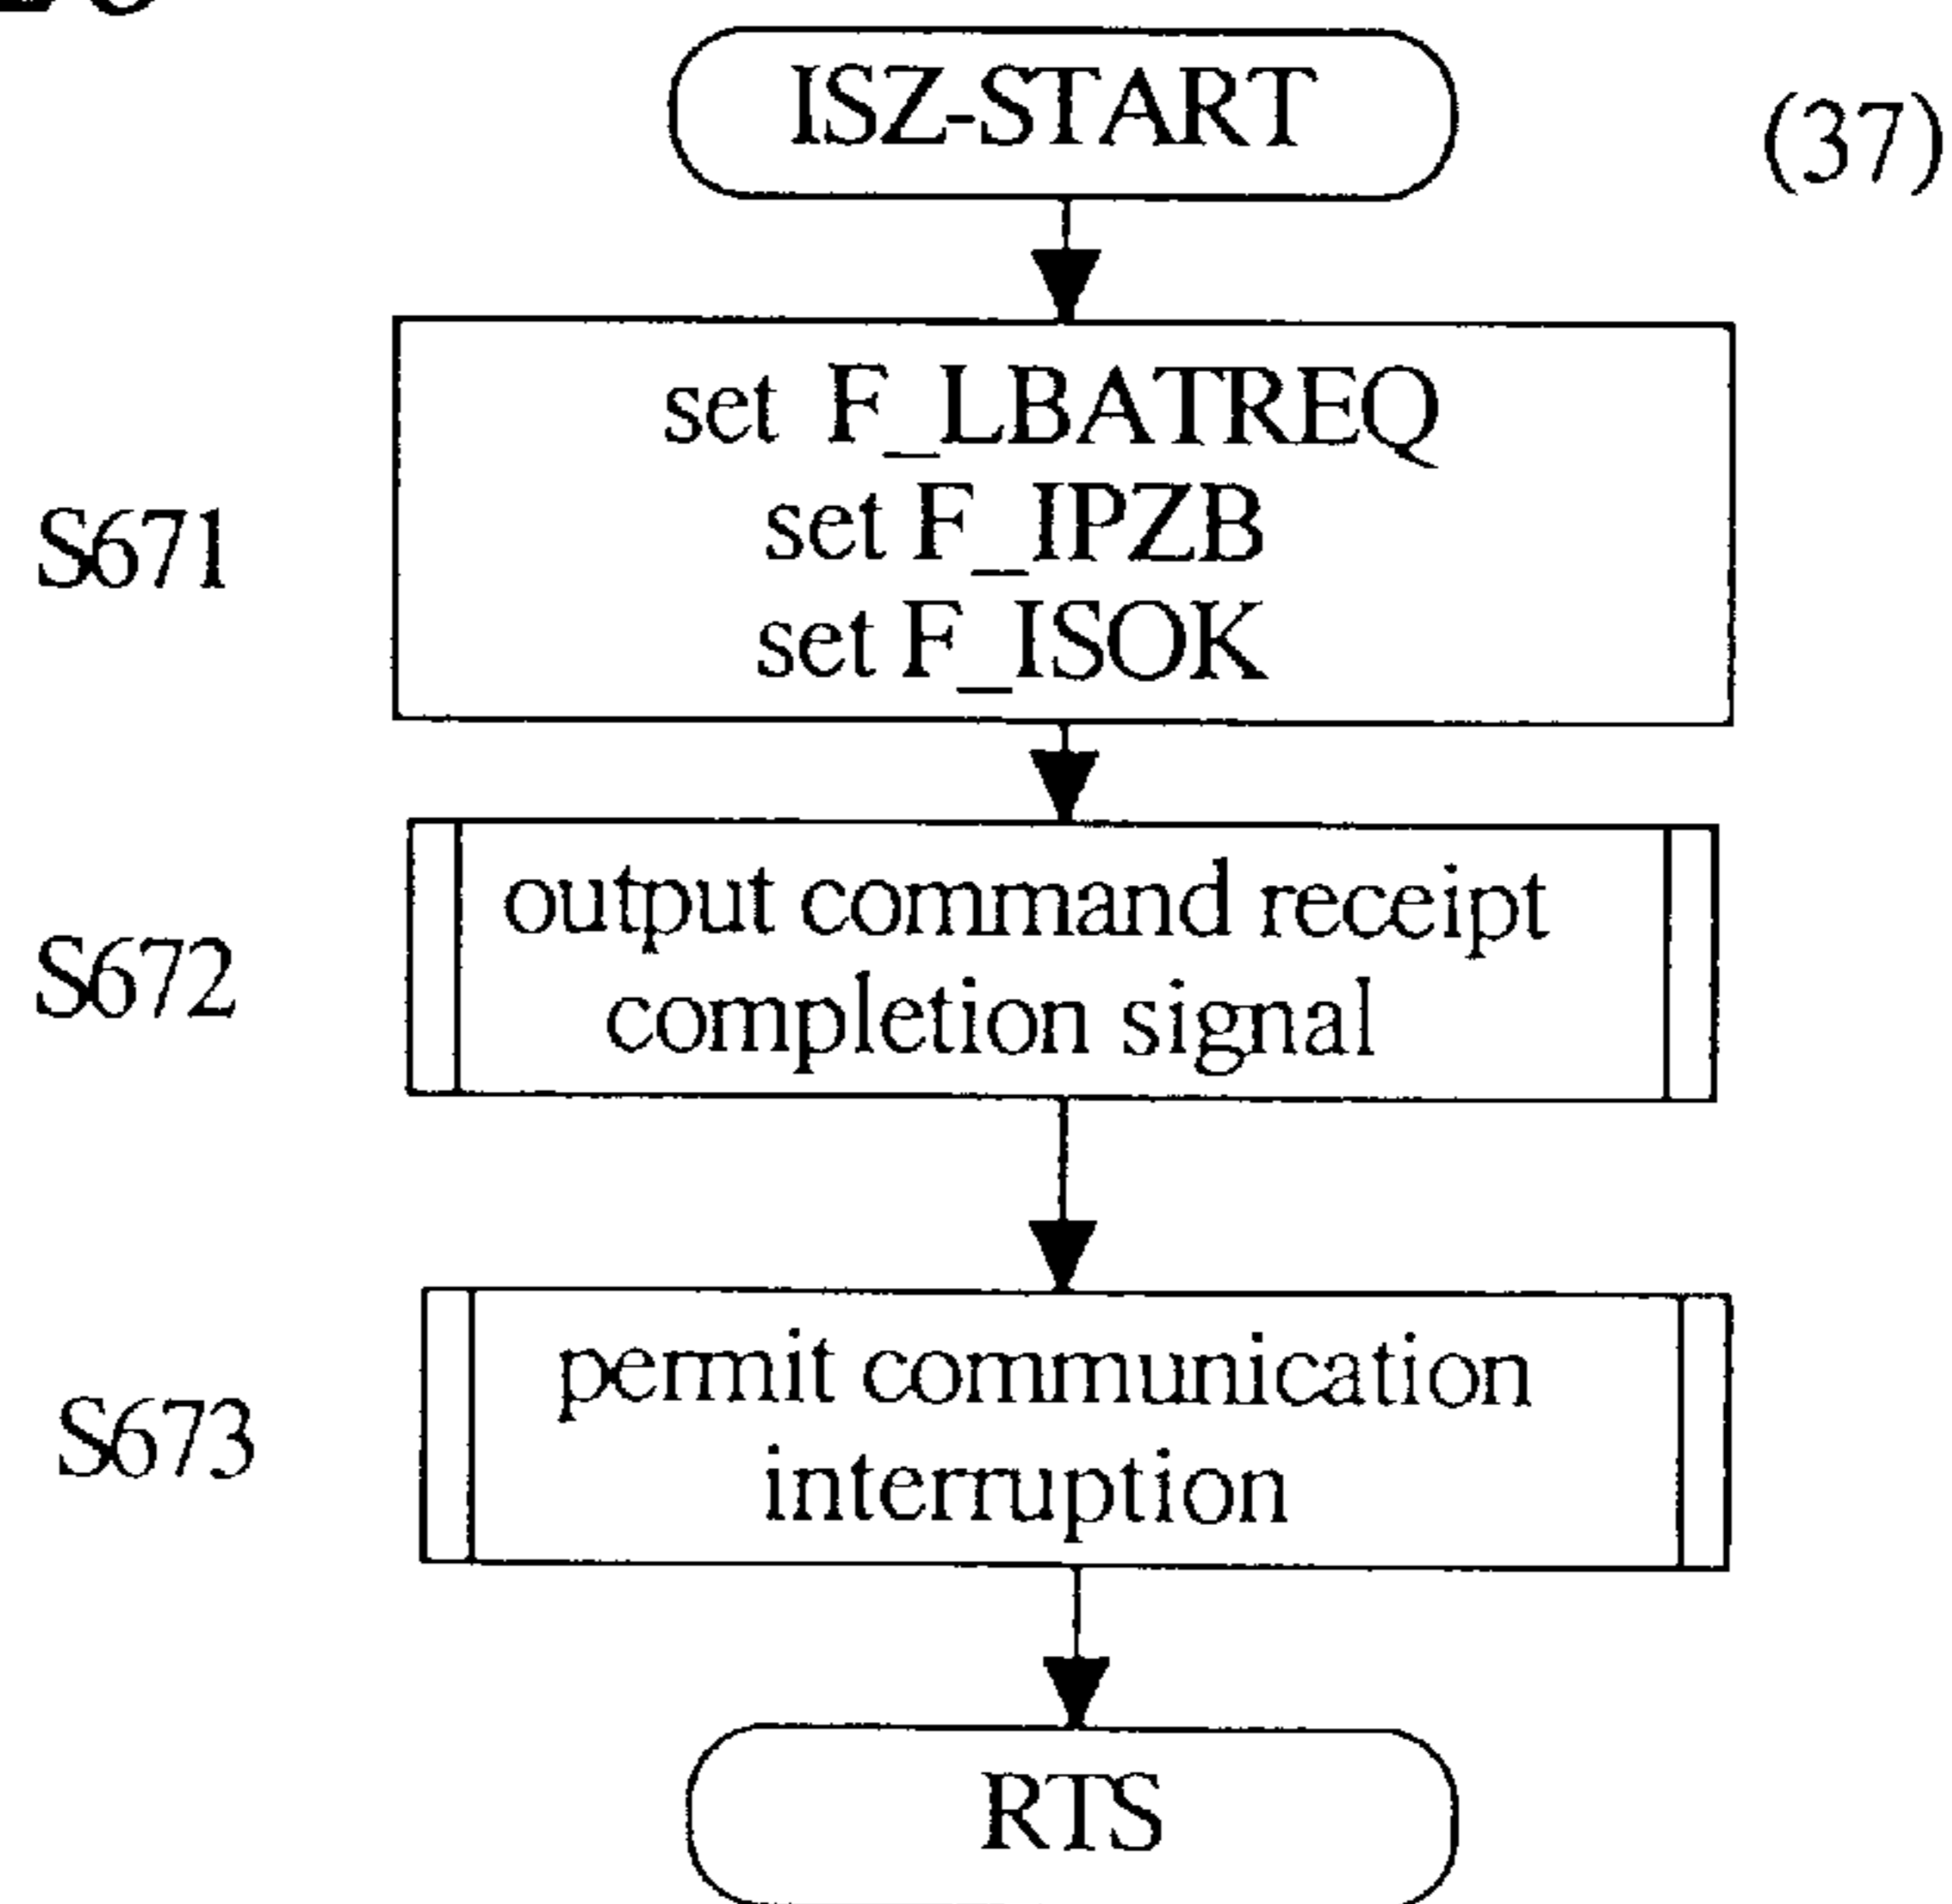 ISZ-START
(37)
set F_LBATREQ
set F_IPZB
set F_ISOK
S671
output command receipt
completion signal
S672
permit communication
interruption
S673
RTS